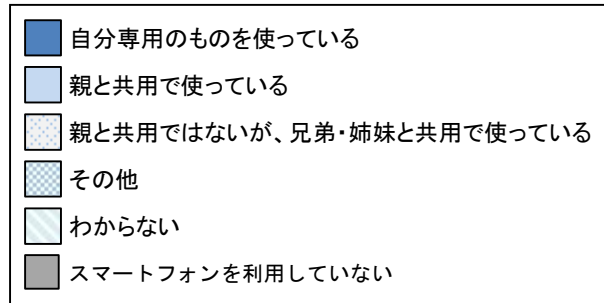 自分専用のものを使っている
親と共用で使っている
親と共用ではないが、兄弟・姉妹と共用で使っている
その他
わからない
スマートフォンを利用していない